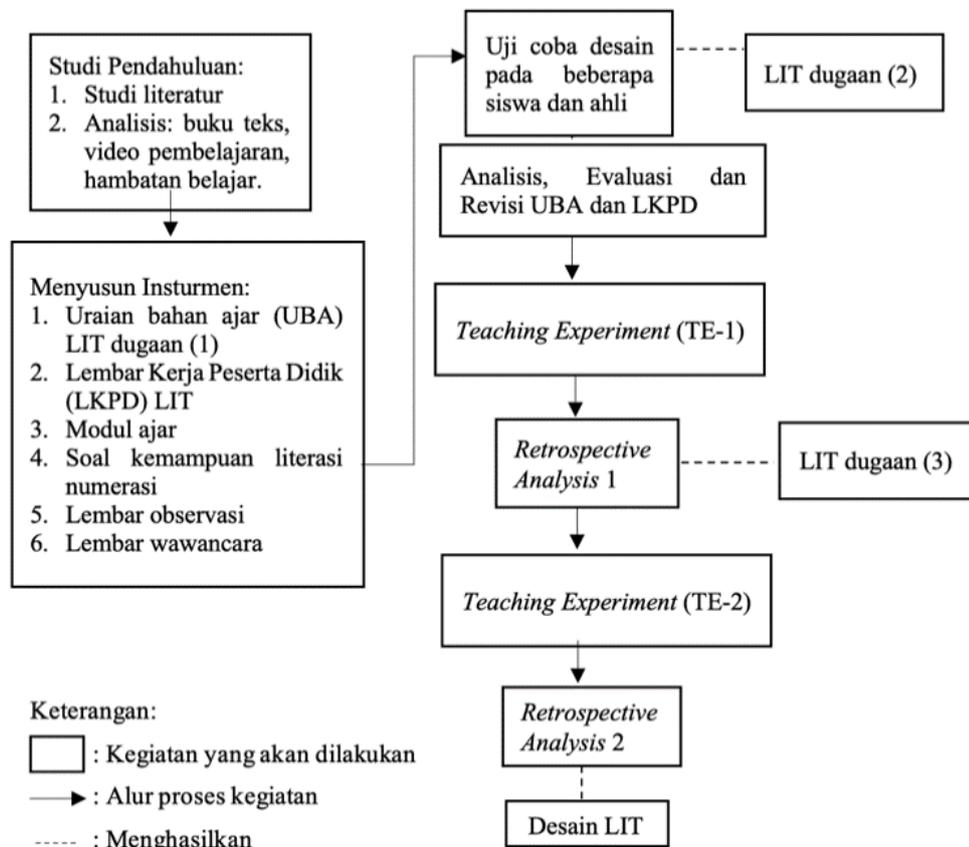 Studi Pendahuluan:
1. Studi literatur
2. Analisis: buku teks,
video pembelajaran,
hambatan belajar.
Menyusun Insturmen:
1. Uraian bahan ajar (UBA)
LIT dugaan (1)
2. Lembar Kerja Peserta Didik
(LKPD) LIT
3. Modul ajar
4. Soal kemampuan literasi
numerasi
5. Lembar observasi
6. Lembar wawancara
Uji coba desain
pada beberapa
siswa dan ahli
LIT dugaan (2)
Analisis, Evaluasi dan
Revisi UBA dan LKPD
Teaching Experiment (TE-1)
Retrospective
Analysis 1
LIT dugaan (3)
Teaching Experiment (TE-2)
Retrospective
Analysis 2
Desain LIT
Keterangan:
: Kegiatan yang akan dilakukan
: Alur proses kegiatan
: Menghasilkan